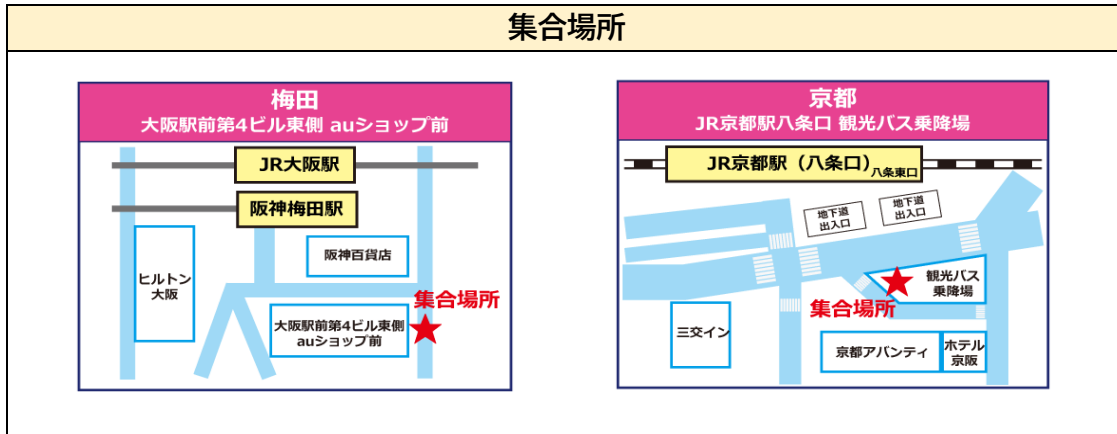 集合場所
梅田
大阪駅前第4ビル東側 auショップ前
JR大阪駅
阪神梅田駅
ヒルトン
大阪
阪神百貨店
集合場所
大阪駅前第4ビル東側
auショップ前
京都
JR京都駅八条口 観光バス乗降場
JR京都駅（八条口）
八条東口
地下道
出入口
地下道
出入口
観光バス
乗降場
集合場所
三交イン
京都アバンティ
ホテル
京阪